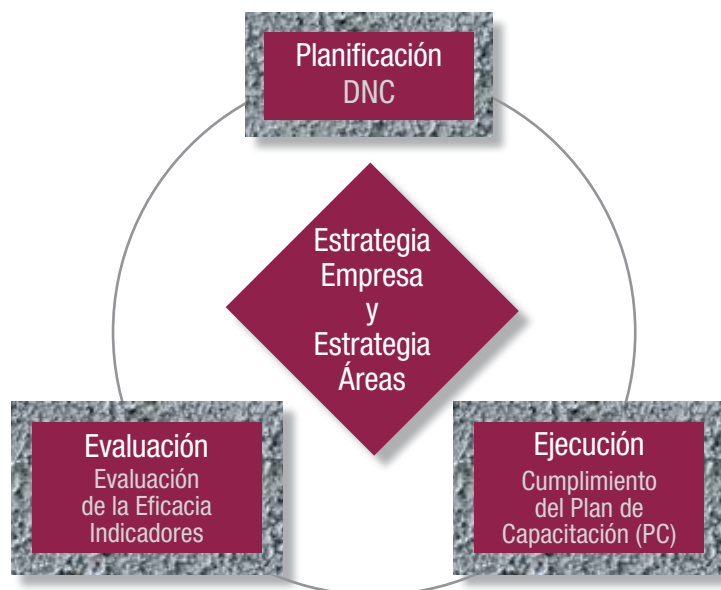 Planificación
DNC
Estrategia
Empresa
y
Estrategia
Áreas
Evaluación
Evaluación
de la Eficacia
Indicadores
Ejecución
Cumplimiento
del Plan de
Capacitación (PC)